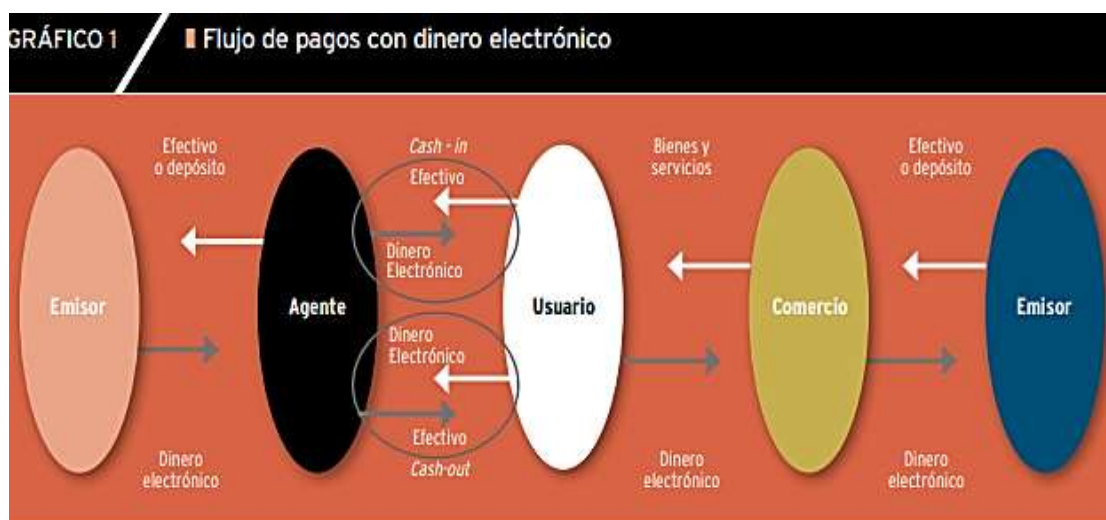 GRÁFICO 1
Flujo de pagos con dinero electrónico
Efectivo
o depósito
Cash - in
Efectivo
Bienes y
servicios
Efectivo
o depósito
Dinero
Electrónico
Emisor
Agente
Usuario
Comercio
Emisor
Dinero
Electrónico
Efectivo
Cash-out
Dinero
electrónico
Dinero
electrónico
Dinero
electrónico